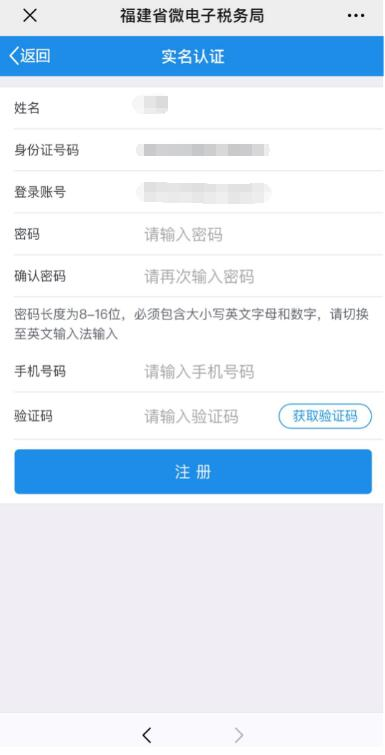 福建省微电子税务局
返回
实名认证
姓名
身份证号码
登录账号
密码 请输入密码
确认密码 请再次输入密码
密码长度为8-16位，必须包含大小写英文字母和数字，请切换
至英文输入法输入
手机号码 请输入手机号码
验证码 请输入验证码 获取验证码
注 册